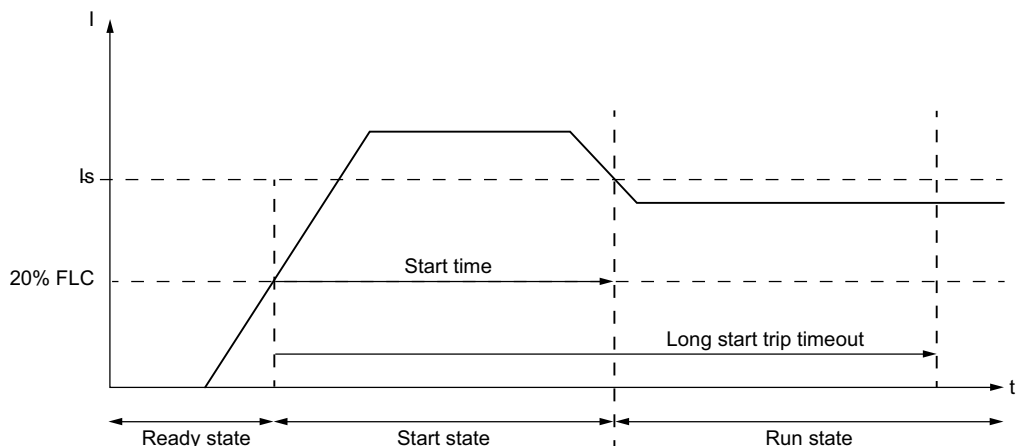 I
Is
Start time
20% FLC
Long start trip timeout
t
Ready state
Start state
Run state